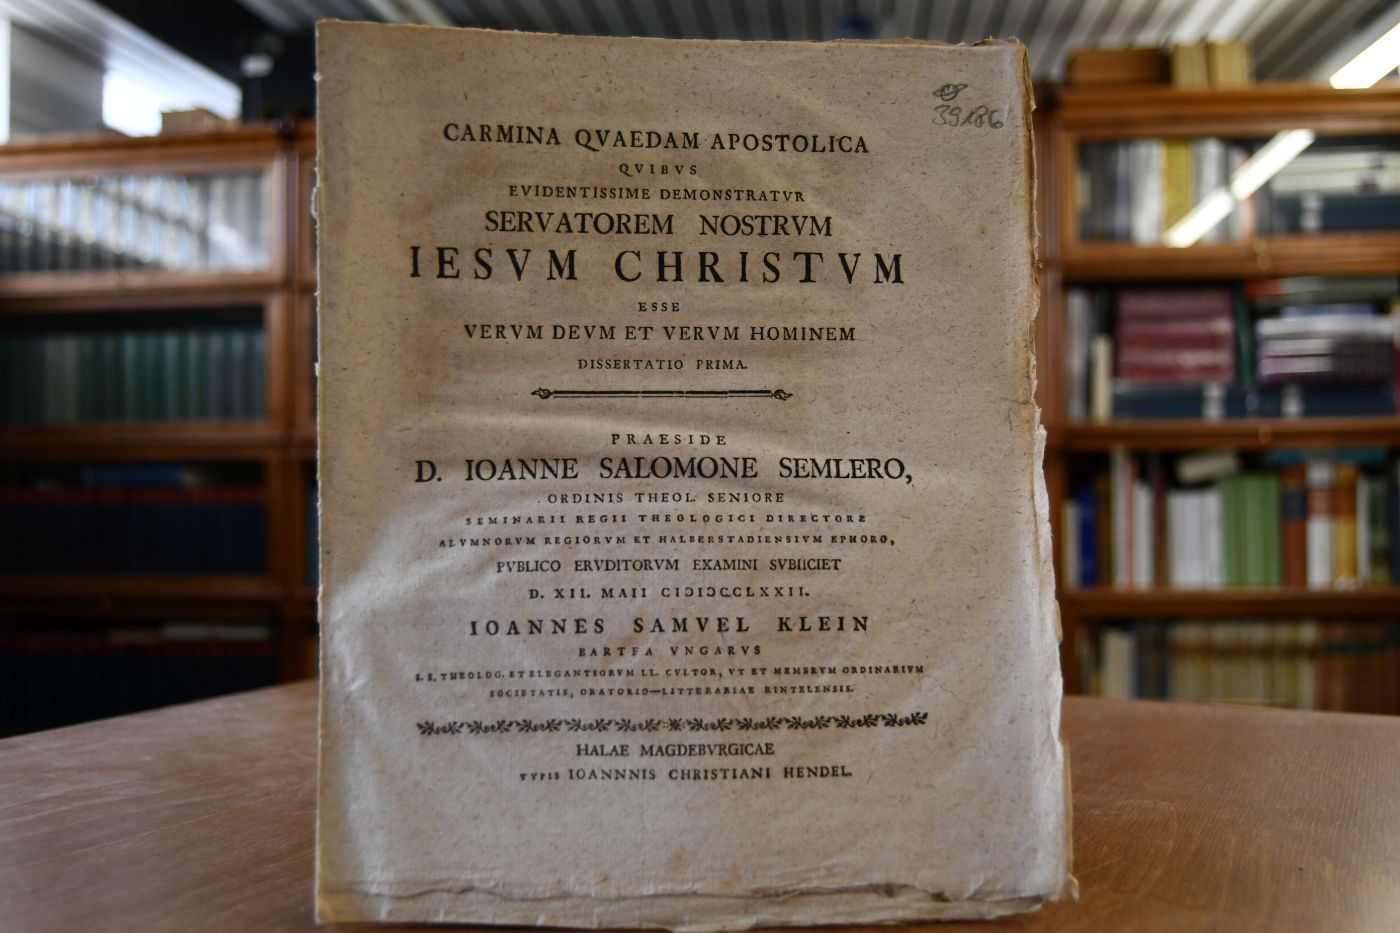 39186
CARMINA QVAEDAM APOSTOLICA
QVIBVS
EVIDENTISSIME DEMONSTRATVR
SERVATOREM NOSTRVM
IESVM CHRISTVM
ESSE
VERVM DEVM ET VERVM HOMINEM
DISSERTATIO PRIMA.
PRAESIDE
D. IOANNE SALOMONE SEMLERO,
ORDINIS THEOL. SENIORE
SEMINARII REGII THEOLOGICI DIRECTORE
ALVMNORVM REGIORVM ET HALBERSTADIENSIVM EPHORO,
PVBLICO ERVDITORVM EXAMINI SVBIICIET
D. XII. MAII CIƆIƆCCLXXII.
IOANNES SAMVEL KLEIN
BARTFA VNGARVS
S.S. THEOLOG. ET ELEGANTIORVM LL. CVLTOR, VT ET MEMBRVM ORDINARIVM
SOCIETATIS, ORATORIO—LITTERARIAE RINTELENSIS.
HALAE MAGDEBVRGICAE
TYPIS IOANNNIS CHRISTIANI HENDEL.